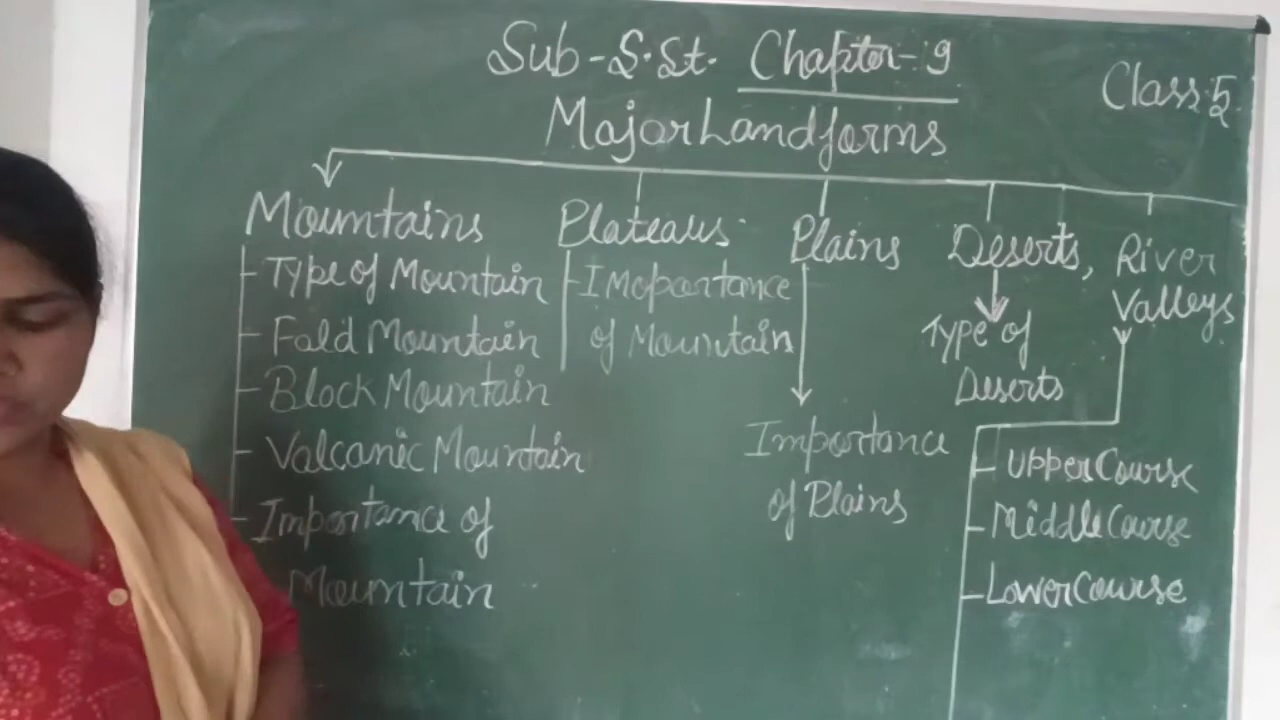 Sub-S.St. Chapter-9
Class:5
Major Landforms
Mountains
Type of Mountain
Fold Mountain
Block Mountain
Valcanic Mountain
Importance of
Mountain
Plateaus
Imoportance
of Mountain
Plains
Importance
of Plains
Deserts,
Type of
Deserts
River
Valleys
Upper Course
Middle Course
Lower Course